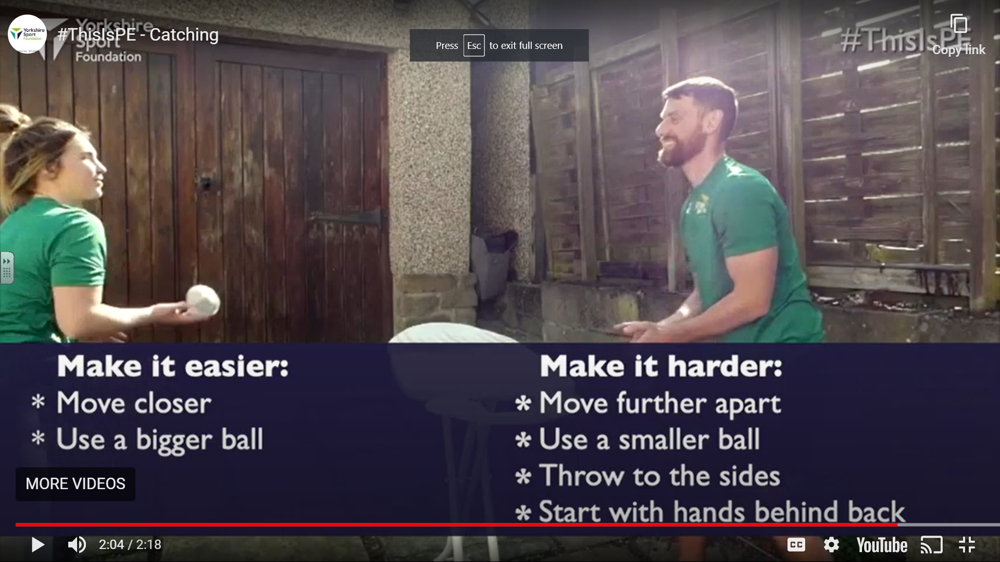 Yorkshire
Sport
Foundation
Yorkshire
Sport
Foundation
#ThisIsPE - Catching
Press Esc to exit full screen
#ThisIsPE
Copy link
Make it easier:
* Move closer
* Use a bigger ball
Make it harder:
* Move further apart
* Use a smaller ball
* Throw to the sides
* Start with hands behind back
MORE VIDEOS
2:04 / 2:18
CC
YouTube